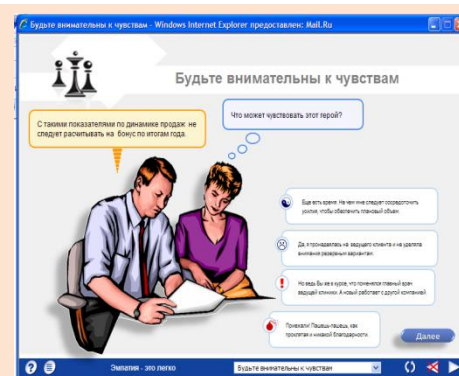 Будьте внимательны к чувствам - Windows Internet Explorer предоставлен: Mail.Ru
Будьте внимательны к чувствам
С такими показателями по динамике продаж не
следует расчитывать на бонус по итогам года.
Что может чувствовать этот герой?
Еще есть время. На чем мне следует сосредоточить
усилия, чтобы обеспечить плановый объем.
Да, я понадеялась на ведущего клиента и не уделяла
внимания резервным вариантам.
Но ведь Вы же в курсе, что поменялся главный врач
ведущей клиники. А новый работает с другой компанией.
Приехали! Пашешь-пашешь, как
проклятая и никакой благодарности.
Далее
Эмпатия - это легко
Будьте внимательны к чувствам